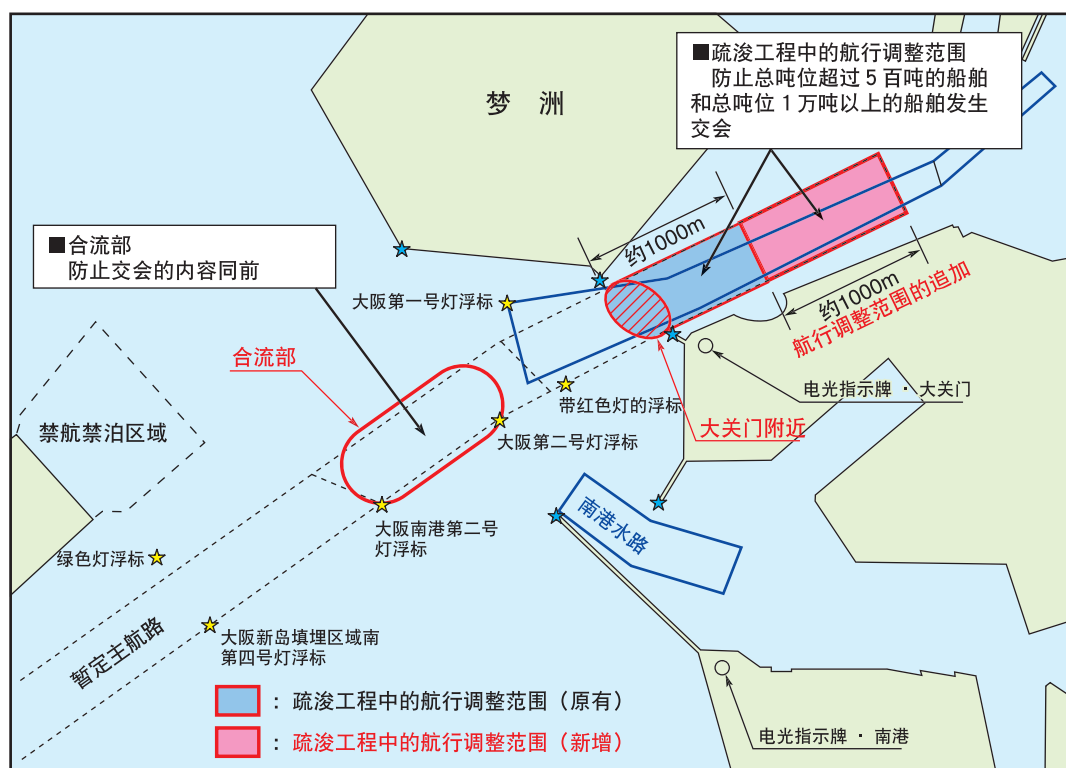 梦 洲
■疏浚工程中的航行调整范围
防止总吨位超过5百吨的船舶
和总吨位1万吨以上的船舶发生
交会
■合流部
防止交会的内容同前
约1000m
大阪第一号灯浮标
约1000m
航行调整范围的追加
合流部
电光指示牌・大关门
带红色灯的浮标
大关门附近
禁航禁泊区域
大阪第二号灯浮标
大阪南港第二号
灯浮标
南港水路
绿色灯浮标
暂定主航路
大阪新岛填埋区域南
第四号灯浮标
：疏浚工程中的航行调整范围（原有）
：疏浚工程中的航行调整范围（新增）
电光指示牌・南港